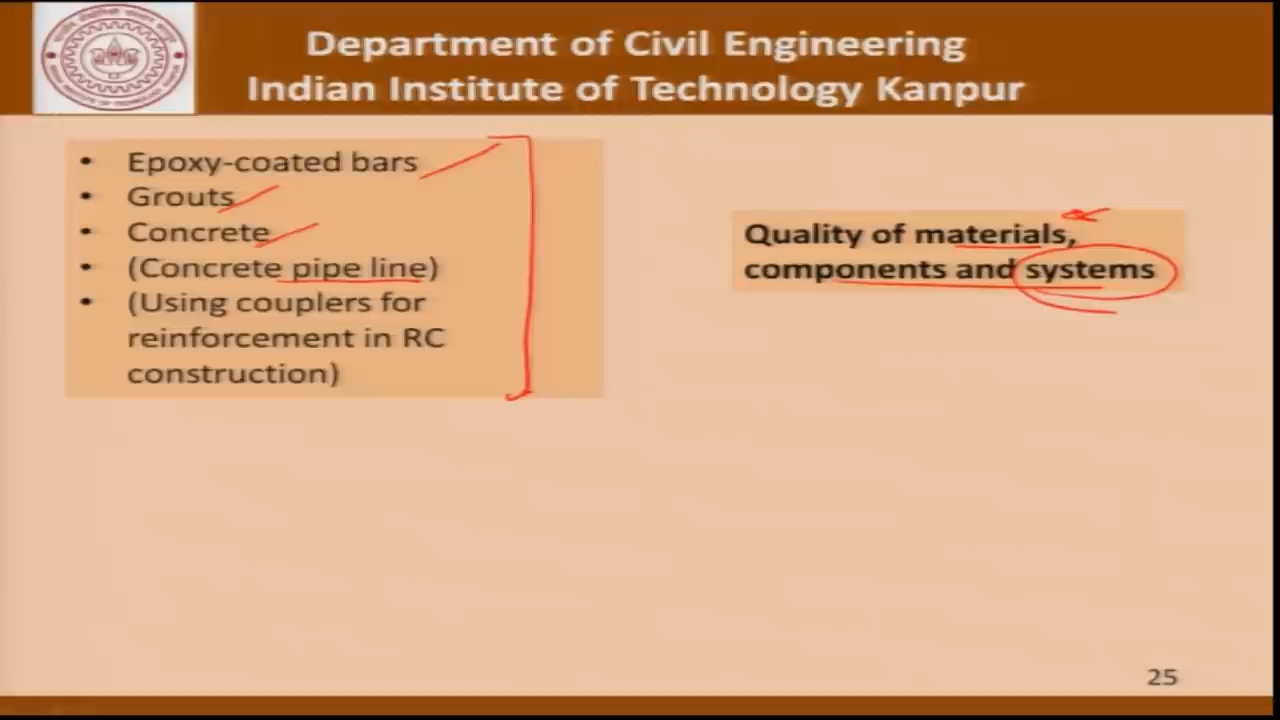 Department of Civil Engineering
Indian Institute of Technology Kanpur
• Epoxy-coated bars
• Grouts
• Concrete
• (Concrete pipe line)
• (Using couplers for
reinforcement in RC
construction)
Quality of materials,
components and systems
25